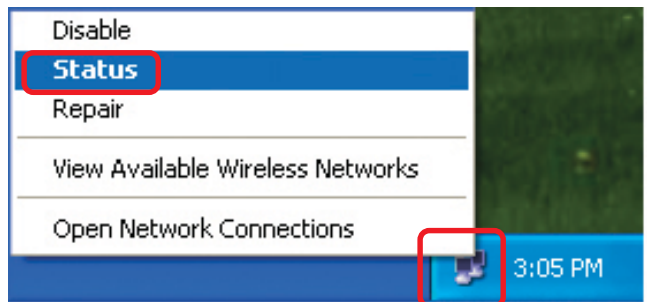 Disable
Status
Repair
View Available Wireless Networks
Open Network Connections
3:05 PM